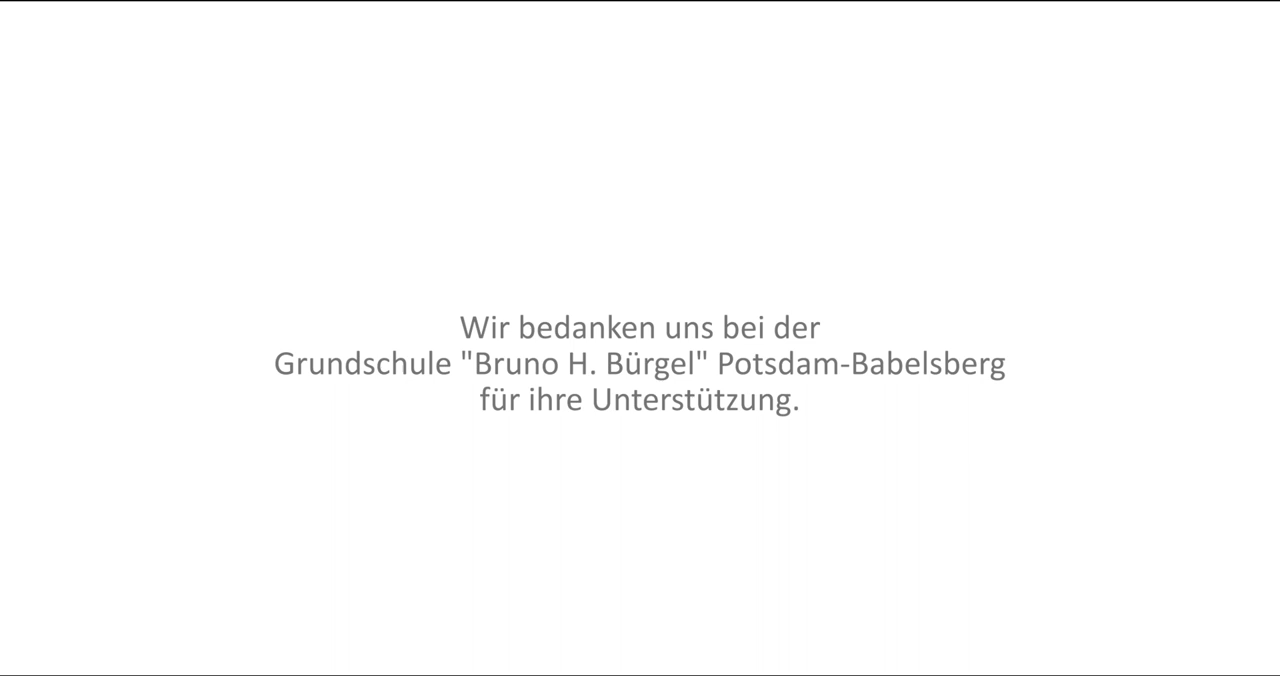 Wir bedanken uns bei der
Grundschule "Bruno H. Bürgel" Potsdam-Babelsberg
für ihre Unterstützung.